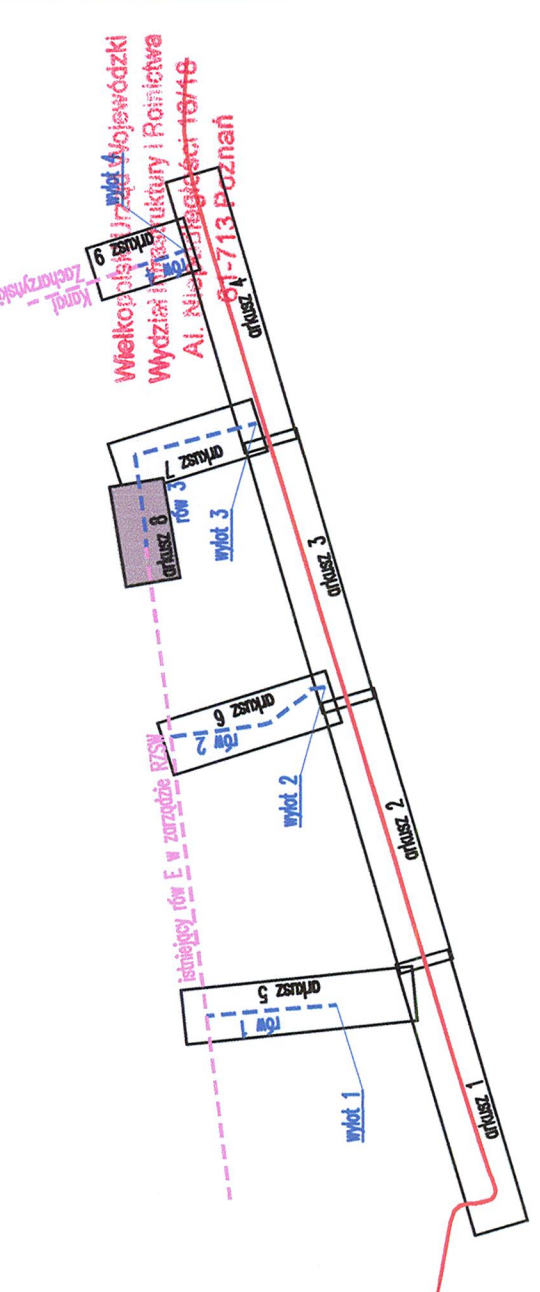 Wielkopolski Urząd Wojewódzki
Wydział Infrastruktury i Rolnictwa
Al. Niepodległości 16/18
61-713 Poznań
wylot 4
arkusz 9
rów 4
Kanał
Zacharzyński
arkusz 4
arkusz 7
rów 3
wylot 3
arkusz 8
arkusz 3
arkusz 6
rów 2
wylot 2
istniejący rów E w zarządzie RZSW
arkusz 2
arkusz 5
rów 1
wylot 1
arkusz 1